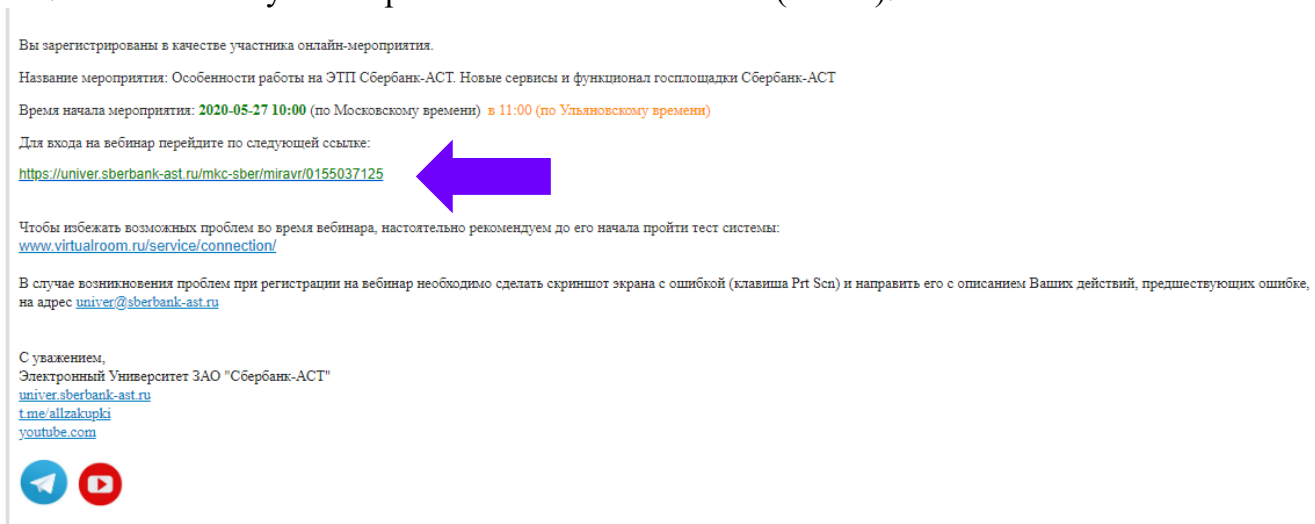 Вы зарегистрированы в качестве участника онлайн-мероприятия.
Название мероприятия: Особенности работы на ЭТП Сбербанк-АСТ. Новые сервисы и функционал госплощадки Сбербанк-АСТ
Время начала мероприятия: 2020-05-27 10:00 (по Московскому времени) в 11:00 (по Ульяновскому времени)
Для входа на вебинар перейдите по следующей ссылке:
https://univer.sberbank-ast.ru/mkc-sber/miravr/0155037125
Чтобы избежать возможных проблем во время вебинара, настоятельно рекомендуем до его начала пройти тест системы:
www.virtualroom.ru/service/connection/
В случае возникновения проблем при регистрации на вебинар необходимо сделать скриншот экрана с ошибкой (клавиша Prt Scn) и направить его с описанием Ваших действий, предшествующих ошибке,
на адрес univer@sberbank-ast.ru
С уважением,
Электронный Университет ЗАО "Сбербанк-АСТ"
univer.sberbank-ast.ru
t.me/allzakupki
youtube.com